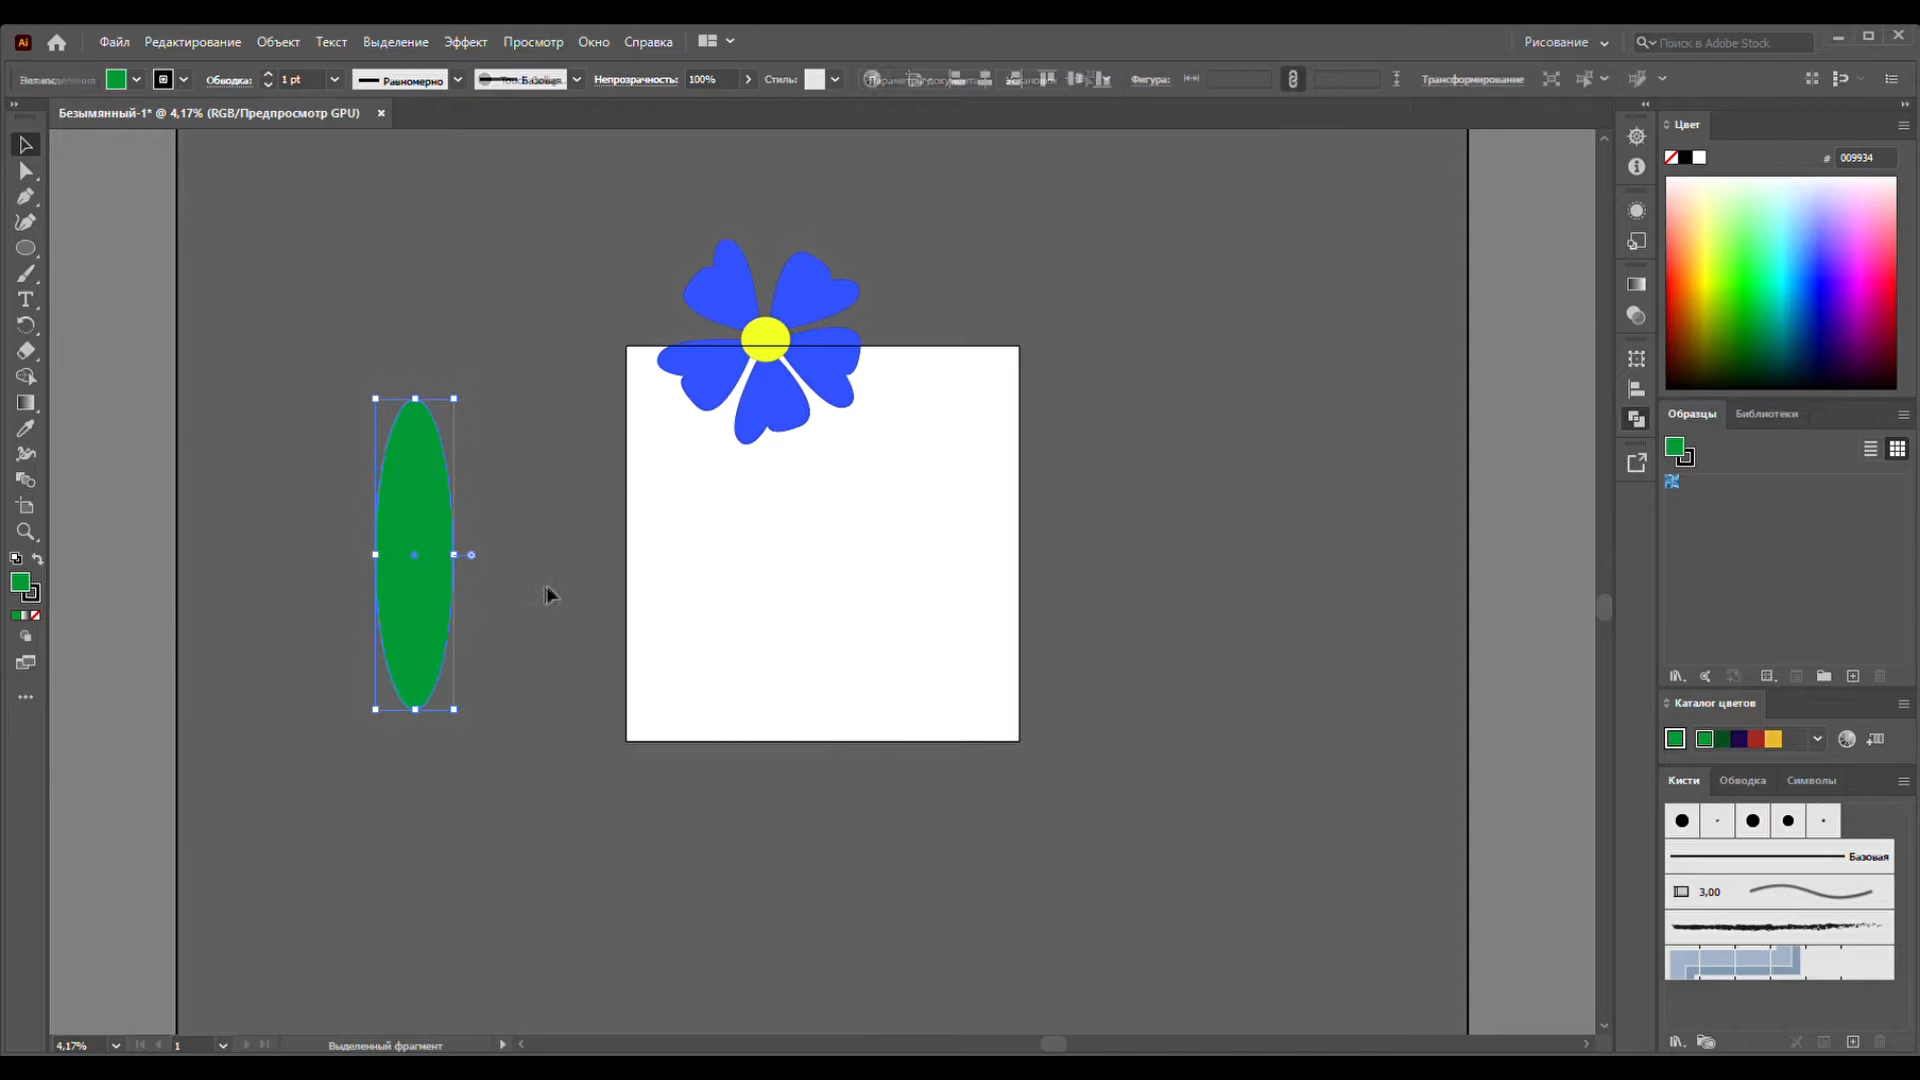 Ai Файл Редактирование Объект Текст Выделение Эффект Просмотр Окно Справка Рисование Поиск в Adobe Stock
Обводка: 1 pt Равномерно Базовая Непрозрачность: 100% Стиль: Фигура: Трансформирование
Безымянный-1* @ 4,17% (RGB/Предпросмотр GPU) ×
Цвет
# 009934
Образцы Библиотеки
Каталог цветов
Кисти Обводка Символы
Базовая
3,00
4,17% 1 Выделенный фрагмент